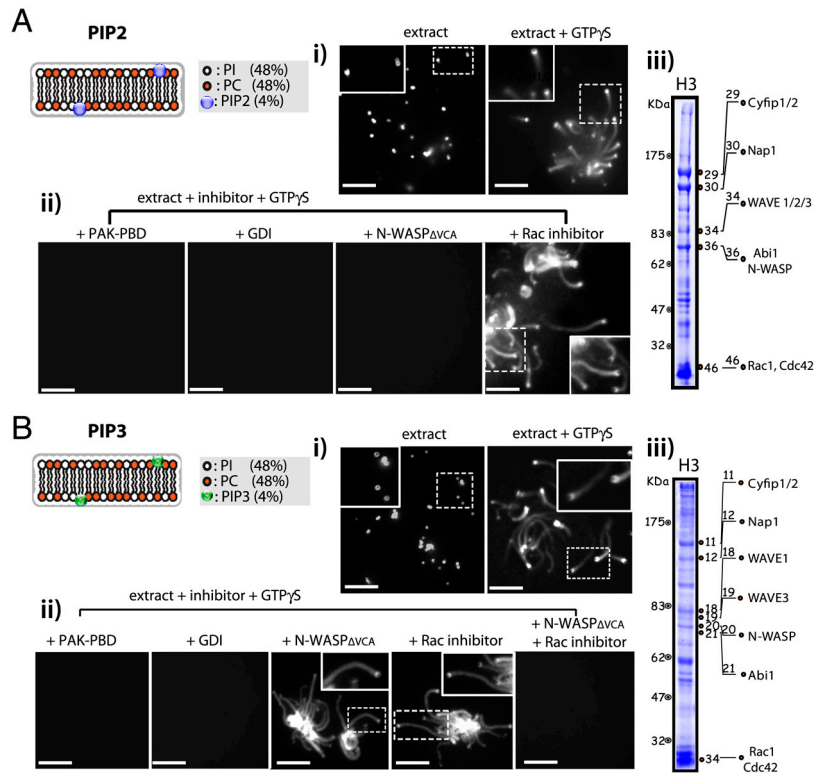 A
PIP2
: PI (48%)
: PC (48%)
: PIP2 (4%)
i)
extract
extract + GTPγS
ii)
extract + inhibitor + GTPγS
+ PAK-PBD
+ GDI
+ N-WASPΔVCA
+ Rac inhibitor
iii)
H3
KDa
175
83
62
47
32
29
30
34
36
46
29 Cyfip1/2
30 Nap1
34 WAVE 1/2/3
36 Abi1
N-WASP
46 Rac1, Cdc42
B
PIP3
: PI (48%)
: PC (48%)
: PIP3 (4%)
i)
extract
extract + GTPγS
ii)
extract + inhibitor + GTPγS
+ PAK-PBD
+ GDI
+ N-WASPΔVCA
+ Rac inhibitor
+ N-WASPΔVCA
+ Rac inhibitor
iii)
H3
KDa
175
83
62
47
32
11
12
18
19
20
21
34
11 Cyfip1/2
12 Nap1
18 WAVE1
19 WAVE3
20 N-WASP
21 Abi1
Rac1
Cdc42